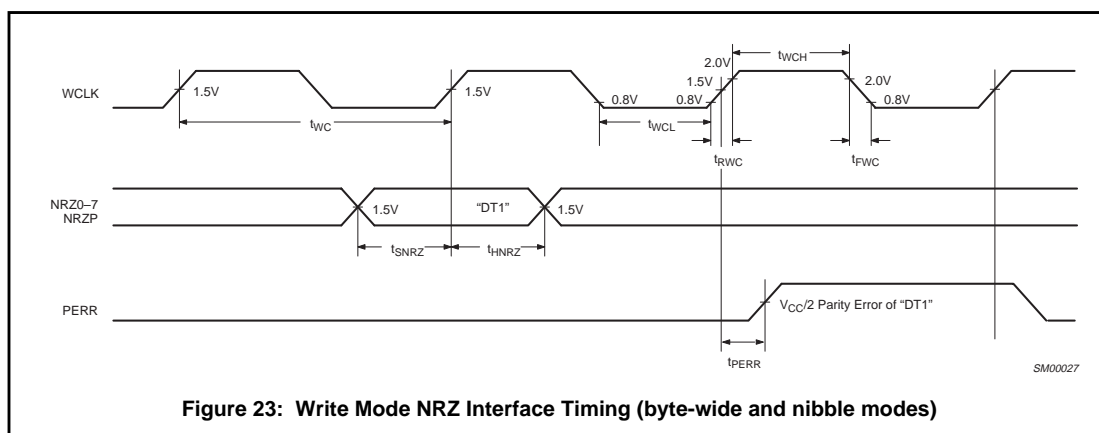 WCLK
1.5V
1.5V
0.8V
0.8V
1.5V
2.0V
tWCH
2.0V
0.8V
tWC
tWCL
tRWC
tFWC
NRZ0–7
NRZP
1.5V
“DT1”
1.5V
tSNRZ
tHNRZ
PERR
VCC/2 Parity Error of “DT1”
tPERR
SM00027
Figure 23: Write Mode NRZ Interface Timing (byte-wide and nibble modes)